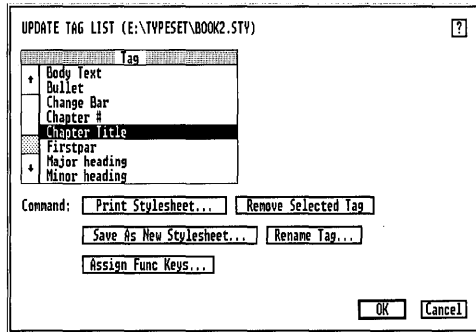 UPDATE TAG LIST (E:\TYPESET\BOOK2.STY)
?
Tag
Body Text
Bullet
Change Bar
Chapter #
Chapter Title
Firstpar
Major heading
Minor heading
Command: Print Stylesheet... Remove Selected Tag
Save As New Stylesheet... Rename Tag...
Assign Func Keys...
OK Cancel